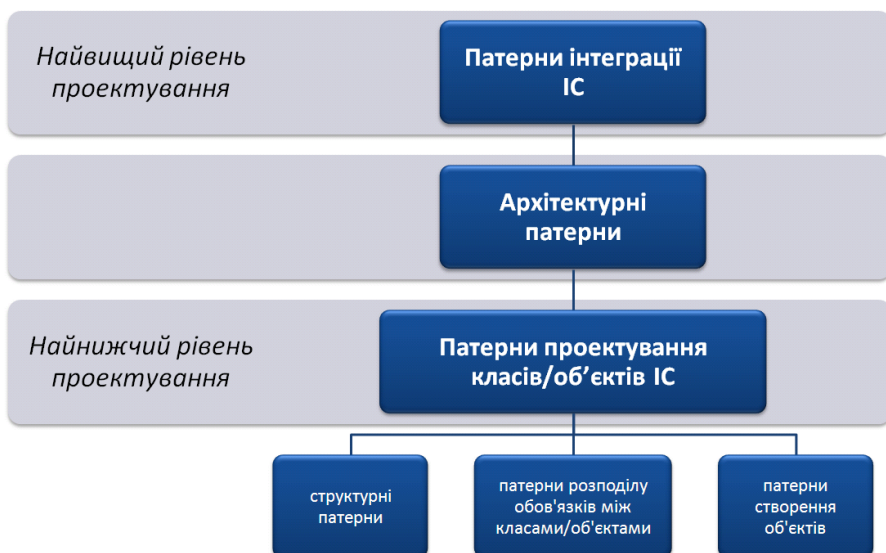 Найвищий рівень
проектування
Патерни інтеграції
ІС
Архітектурні
патерни
Найнижчий рівень
проектування
Патерни проектування
класів/об’єктів ІС
структурні
патерни
патерни розподілу
обов'язків між
класами/об'єктами
патерни
створення
об'єктів